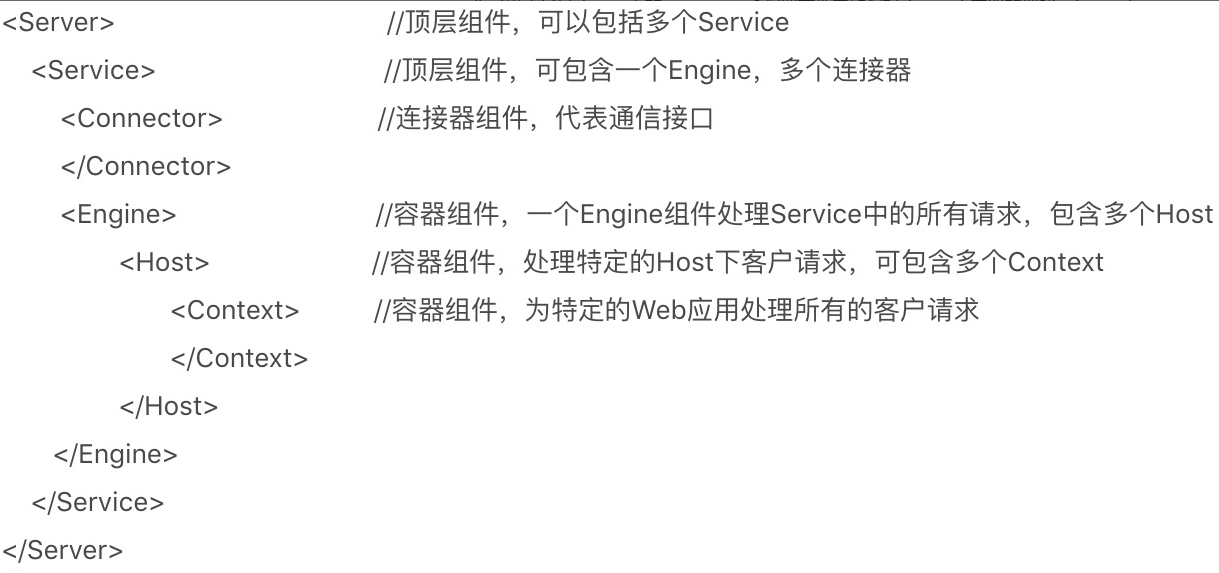 <Server> //顶层组件，可以包括多个Service
<Service> //顶层组件，可包含一个Engine，多个连接器
<Connector> //连接器组件，代表通信接口
</Connector>
<Engine> //容器组件，一个Engine组件处理Service中的所有请求，包含多个Host
<Host> //容器组件，处理特定的Host下客户请求，可包含多个Context
<Context> //容器组件，为特定的Web应用处理所有的客户请求
</Context>
</Host>
</Engine>
</Service>
</Server>